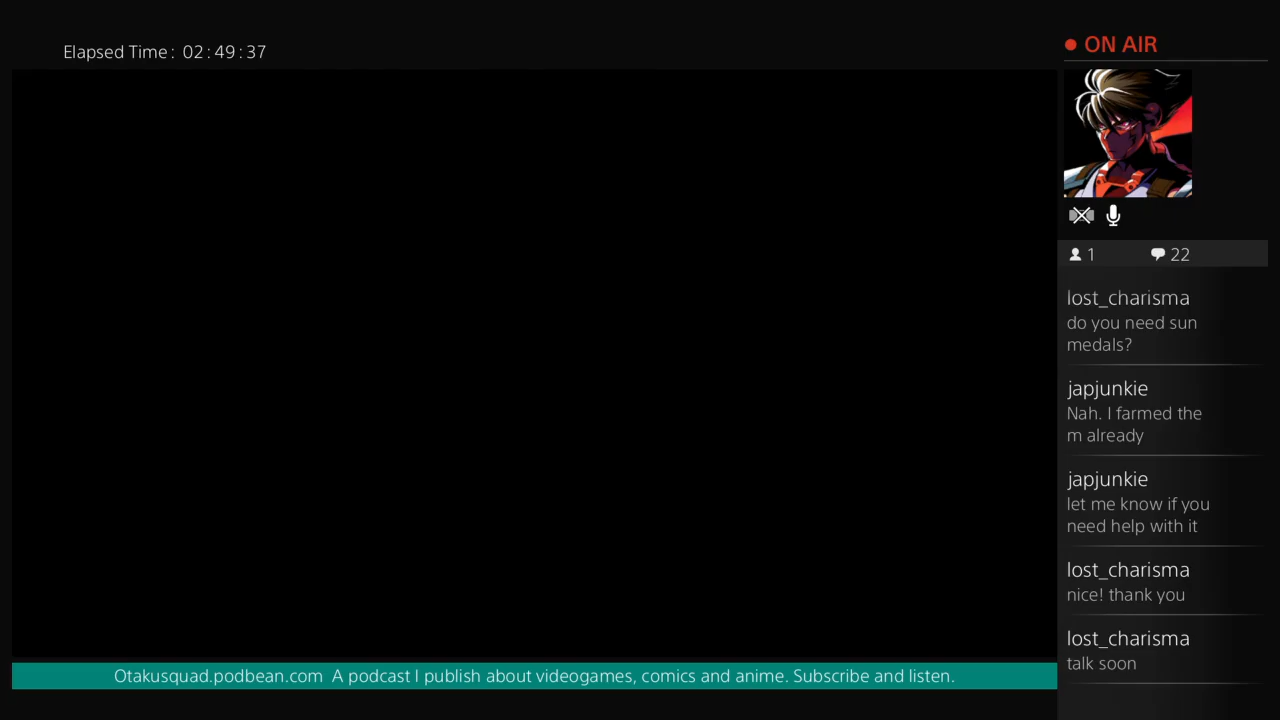 Elapsed Time: 02:49:37
ON AIR
1 22
lost_charisma
do you need sun
medals?
japjunkie
Nah. I farmed the
m already
japjunkie
let me know if you
need help with it
lost_charisma
nice! thank you
lost_charisma
talk soon
Otakusquad.podbean.com A podcast I publish about videogames, comics and anime. Subscribe and listen.